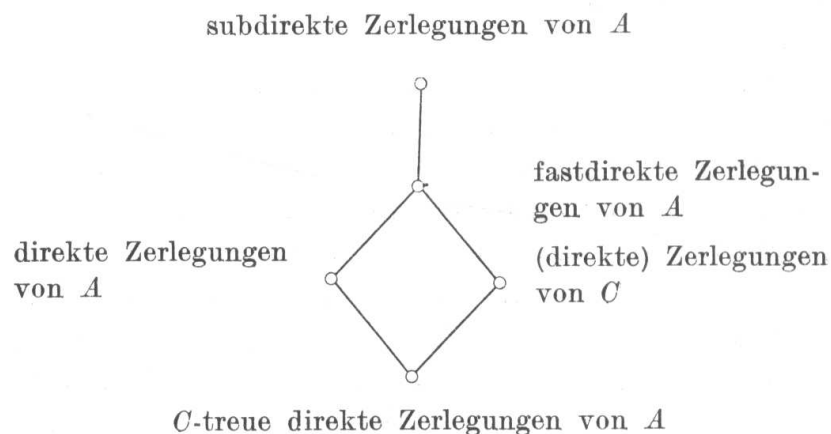 subdirekte Zerlegungen von A
fastdirekte Zerlegun-
gen von A
direkte Zerlegungen
von A
(direkte) Zerlegungen
von C
C-treue direkte Zerlegungen von A